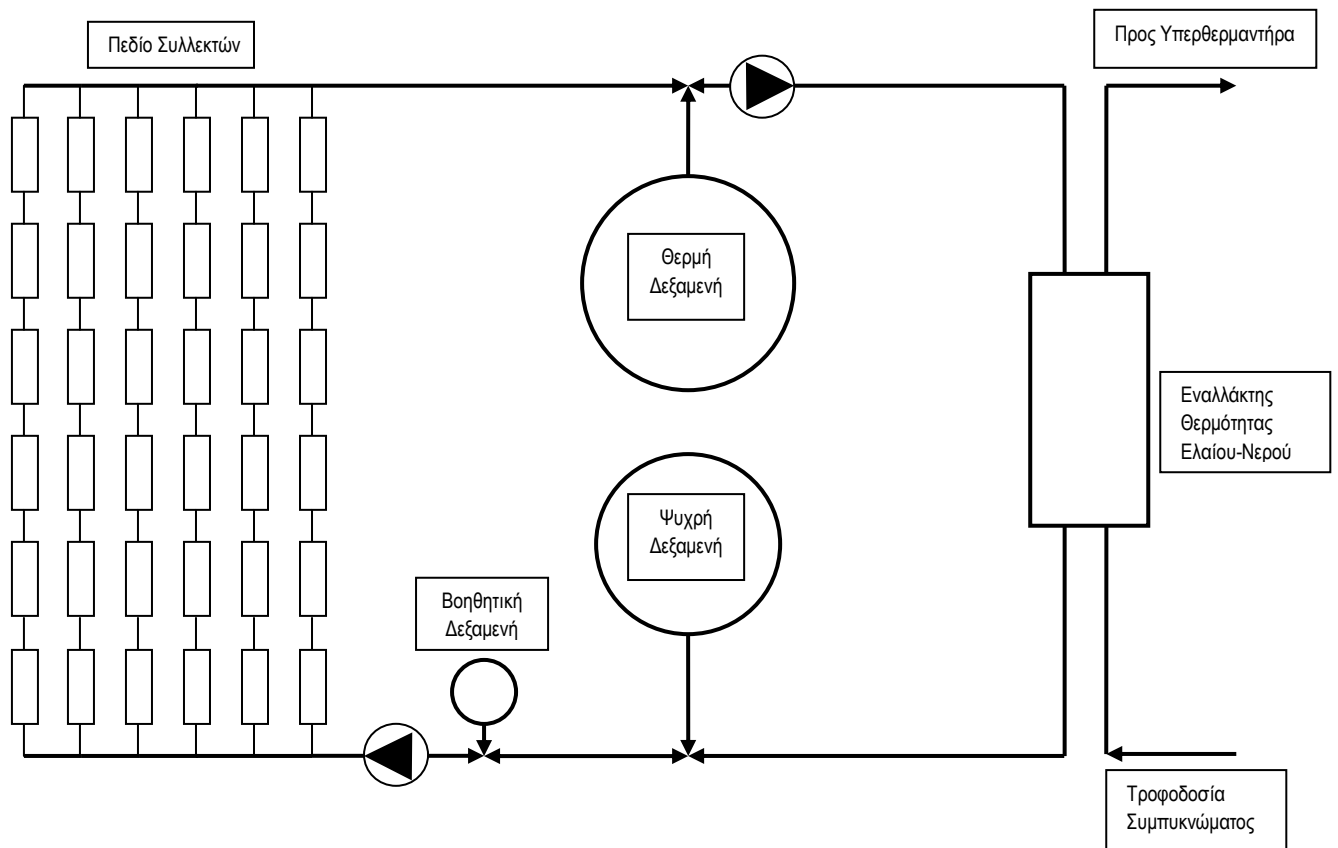 Πεδίο Συλλεκτών
Προς Υπερθερμαντήρα
Θερμή
Δεξαμενή
Εναλλάκτης
Θερμότητας
Ελαίου-Νερού
Ψυχρή
Δεξαμενή
Βοηθητική
Δεξαμενή
Τροφοδοσία
Συμπυκνώματος